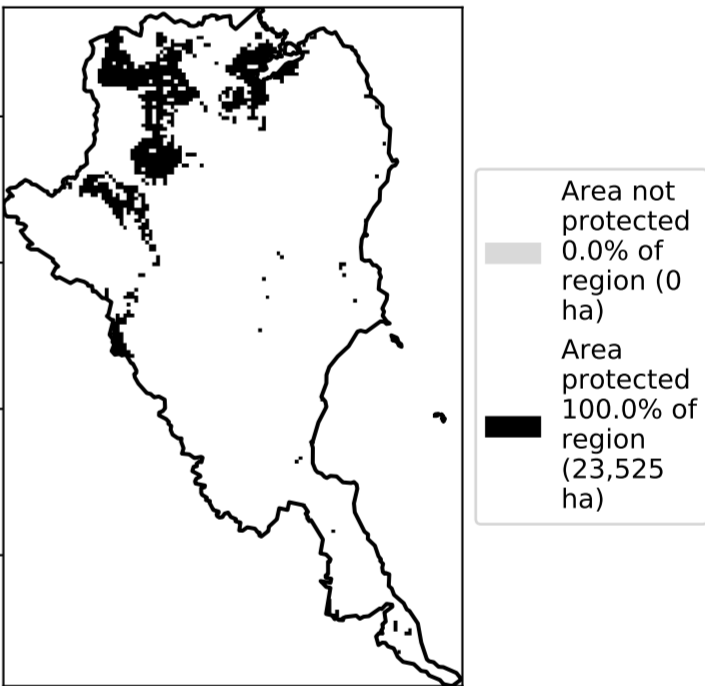 Area not
protected
0.0% of
region (0
ha)
Area
protected
100.0% of
region
(23,525
ha)